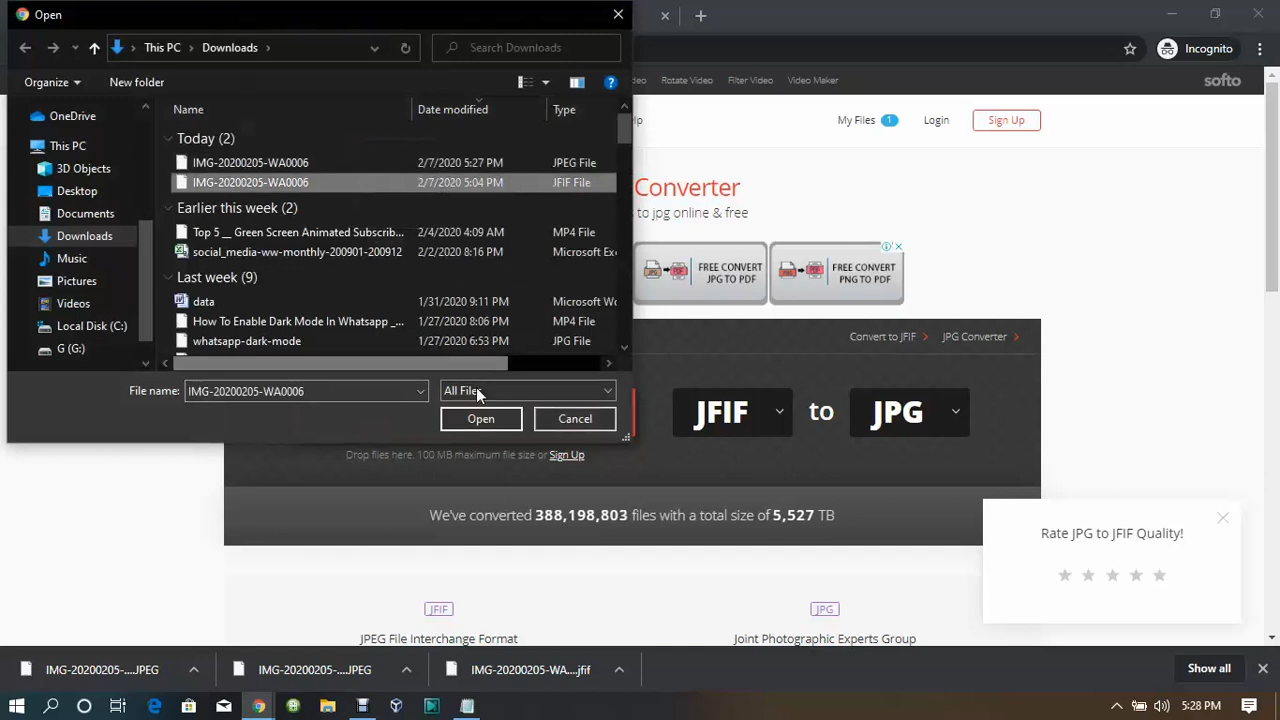 Open
This PC
Downloads
Search Downloads
Incognito
Organize
New folder
deo
Rotate Video
Filter Video
Video Maker
softo
Name
Date modified
Type
OneDrive
This PC
3D Objects
Desktop
Documents
Downloads
Music
Pictures
Videos
Local Disk (C:)
G (G:)
Today (2)
IMG-20200205-WA0006 2/7/2020 5:27 PM JPEG File
IMG-20200205-WA0006 2/7/2020 5:04 PM JFIF File
Earlier this week (2)
Top 5 __ Green Screen Animated Subscrib... 2/4/2020 4:09 AM MP4 File
social_media-ww-monthly-200901-200912 2/2/2020 8:16 PM Microsoft Ex
Last week (9)
data 1/31/2020 9:11 PM Microsoft Wo
How To Enable Dark Mode In Whatsapp _... 1/27/2020 8:06 PM MP4 File
whatsapp-dark-mode 1/27/2020 6:53 PM JPG File
File name: IMG-20200205-WA0006
All Files
Open
Cancel
lp
My Files 1
Login
Sign Up
Converter
s to jpg online & free
FREE CONVERT
JPG TO PDF
FREE CONVERT
PNG TO PDF
Convert to JFIF
JPG Converter
JFIF to JPG
Drop files here. 100 MB maximum file size or Sign Up
We've converted 388,198,803 files with a total size of 5,527 TB
Rate JPG to JFIF Quality!
JFIF
JPG
JPEG File Interchange Format
Joint Photographic Experts Group
IMG-20200205-....JPEG
IMG-20200205-....JPEG
IMG-20200205-WA....jfif
Show all
5:28 PM